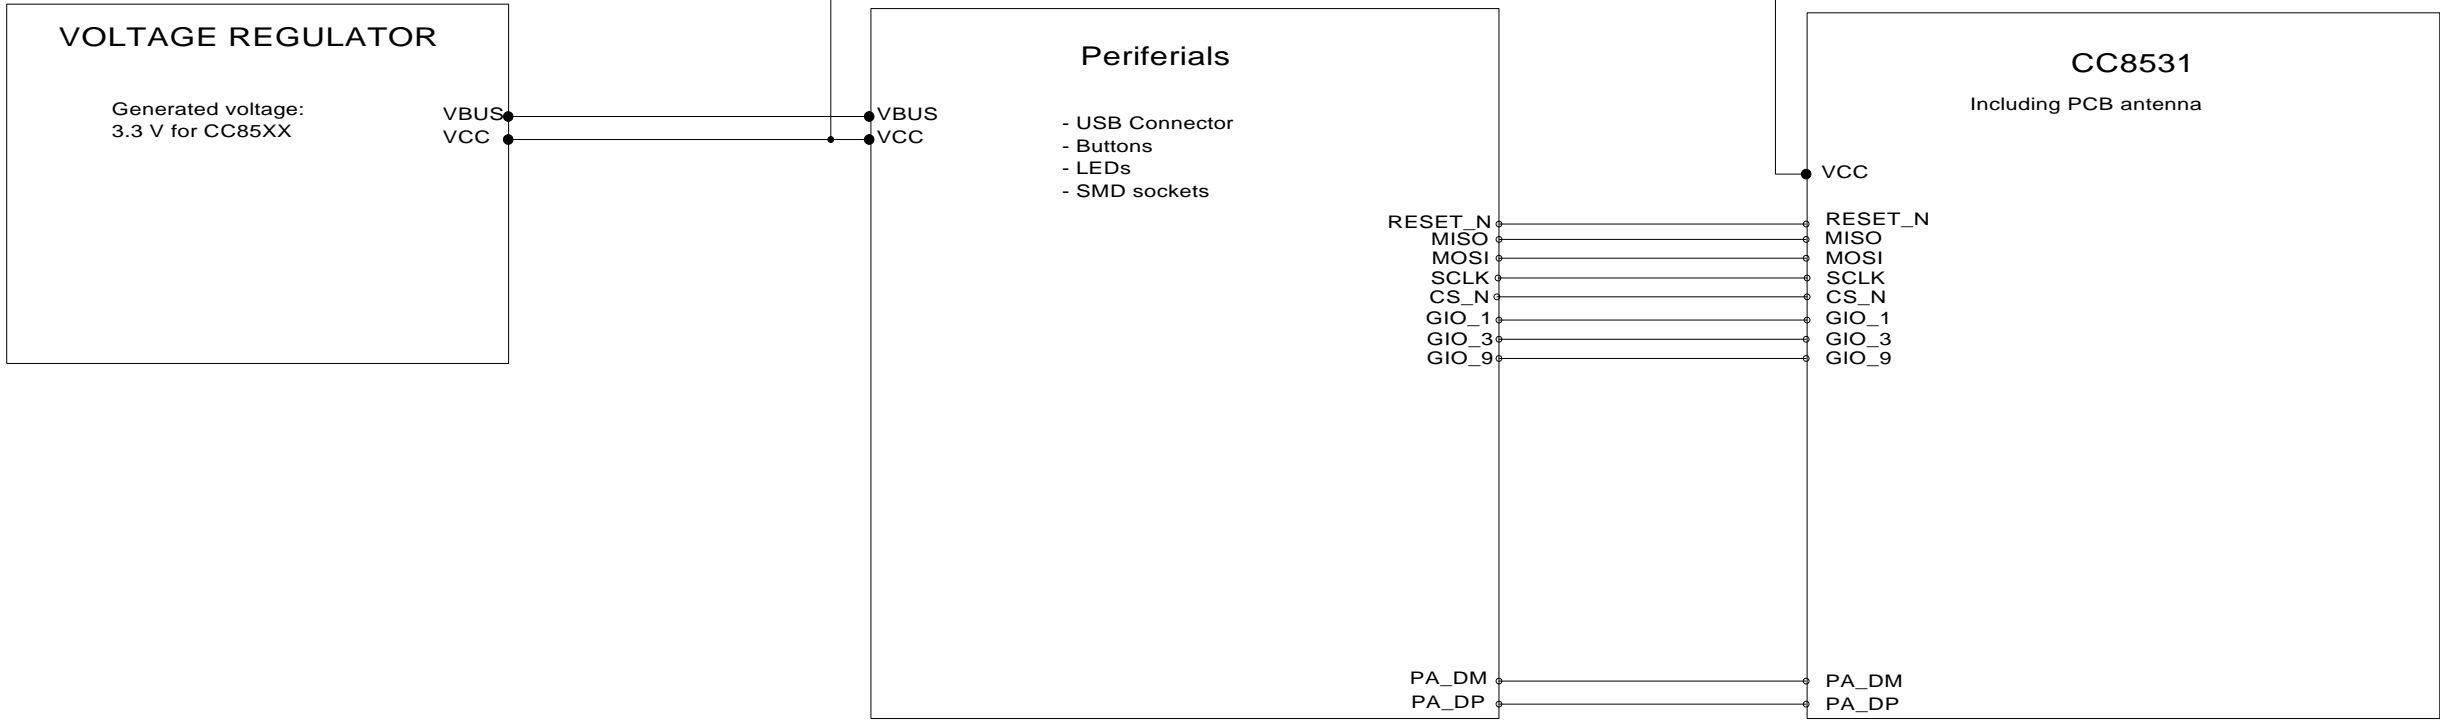 VOLTAGE REGULATOR
Generated voltage:
3.3 V for CC85XX
VBUS
VCC
Periferials
VBUS
VCC
- USB Connector
- Buttons
- LEDs
- SMD sockets
RESET_N
MISO
MOSI
SCLK
CS_N
GIO_1
GIO_3
GIO_9
PA_DM
PA_DP
CC8531
Including PCB antenna
VCC
RESET_N
MISO
MOSI
SCLK
CS_N
GIO_1
GIO_3
GIO_9
PA_DM
PA_DP